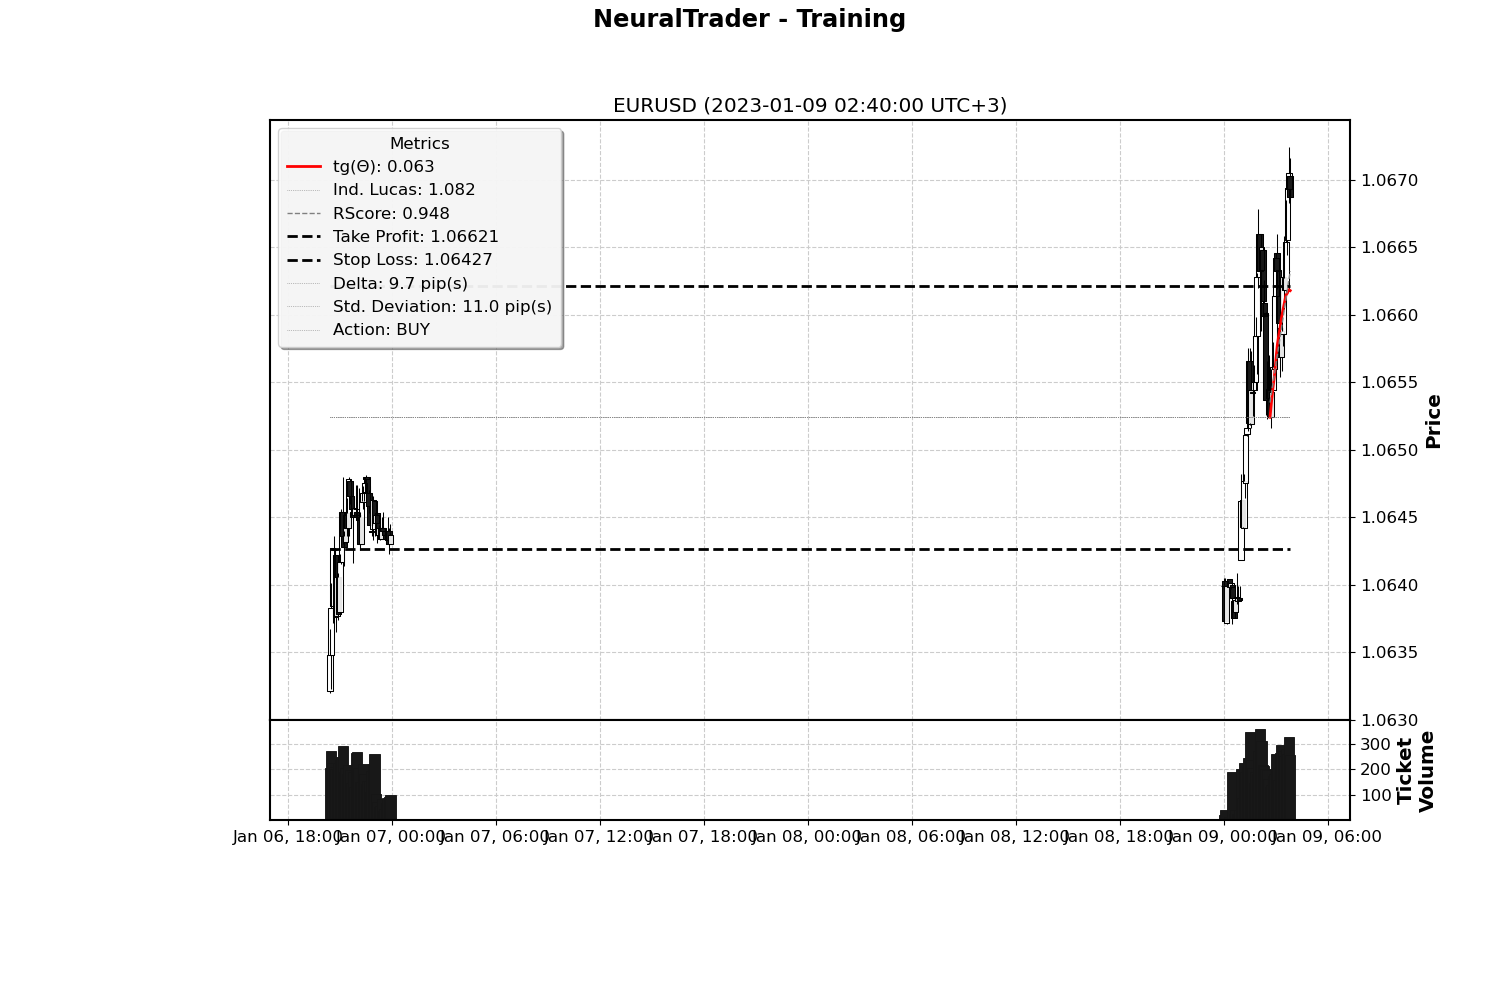 NeuralTrader - Training
EURUSD (2023-01-09 02:40:00 UTC+3)
Metrics
tg(Θ): 0.063
Ind. Lucas: 1.082
RScore: 0.948
Take Profit: 1.06621
Stop Loss: 1.06427
Delta: 9.7 pip(s)
Std. Deviation: 11.0 pip(s)
Action: BUY
1.0670
1.0665
1.0660
1.0655
1.0650
1.0645
1.0640
1.0635
1.0630
Price
300
200
100
Ticket
Volume
Jan 06, 18:00 Jan 07, 00:00 Jan 07, 06:00 Jan 07, 12:00 Jan 07, 18:00 Jan 08, 00:00 Jan 08, 06:00 Jan 08, 12:00 Jan 08, 18:00 Jan 09, 00:00 Jan 09, 06:00